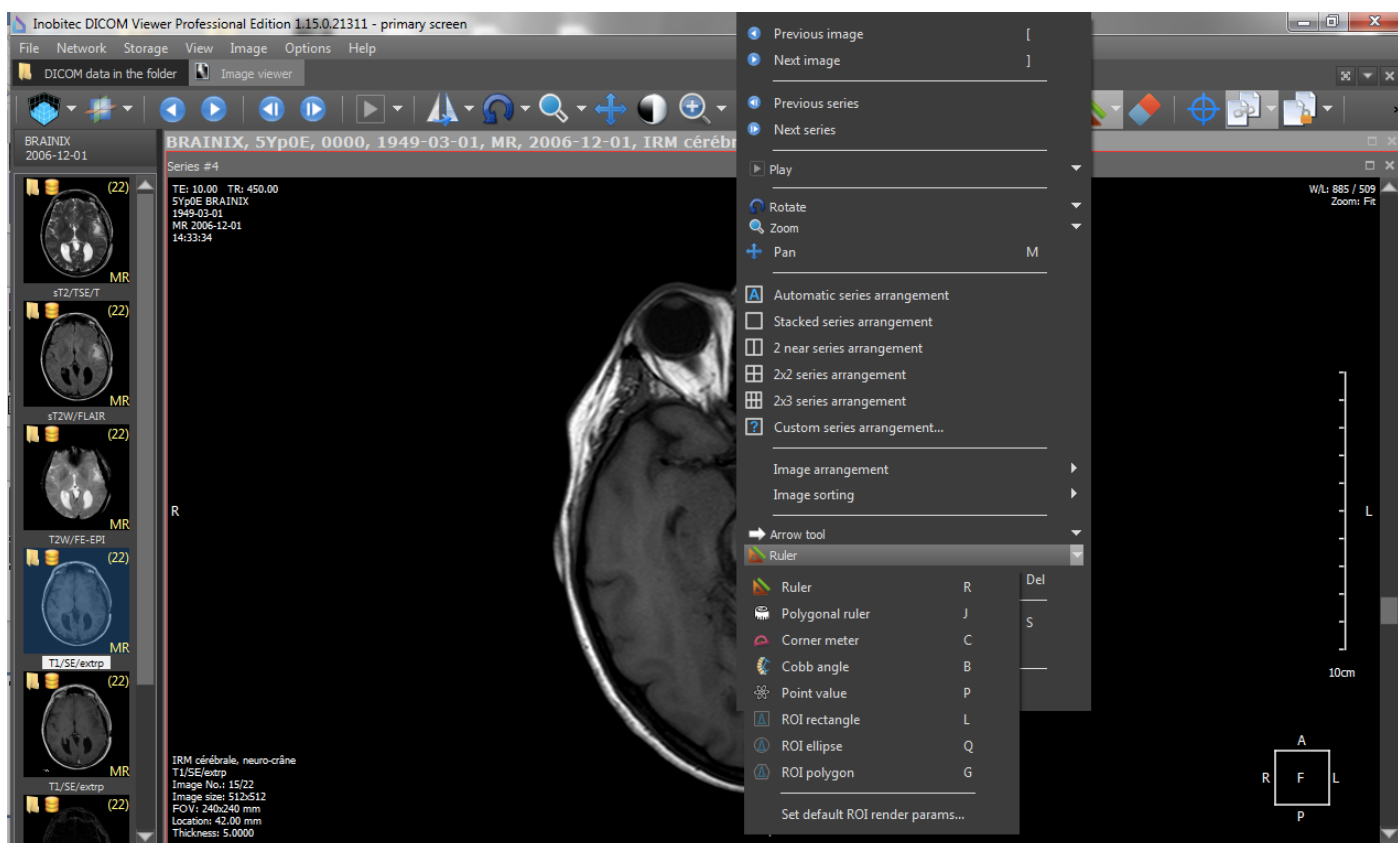 Inobitec DICOM Viewer Professional Edition 1.15.0.21311 - primary screen
File Network Storage View Image Options Help
DICOM data in the folder Image viewer
BRAINIX
2006-12-01
BRAINIX, 5Yp0E, 0000, 1949-03-01, MR, 2006-12-01, IRM céréb
Series #4
(22)
MR
sT2/TSE/T
(22)
MR
sT2W/FLAIR
(22)
MR
T2W/FE-EPI
(22)
MR
T1/SE/extrp
(22)
MR
T1/SE/extrp
(22)
TE: 10.00 TR: 450.00
5Yp0E BRAINIX
1949-03-01
MR 2006-12-01
14:33:34
R
IRM cérébrale, neuro-crâne
T1/SE/extrp
Image No.: 15/22
Image size: 512x512
FOV: 240x240 mm
Location: 42.00 mm
Thickness: 5.0000
Previous image [
Next image ]
Previous series
Next series
Play
Rotate
Zoom
Pan M
Automatic series arrangement
Stacked series arrangement
2 near series arrangement
2x2 series arrangement
2x3 series arrangement
Custom series arrangement...
Image arrangement
Image sorting
Arrow tool
Ruler
Del
S
Ruler R
Polygonal ruler J
Corner meter C
Cobb angle B
Point value P
ROI rectangle L
ROI ellipse Q
ROI polygon G
Set default ROI render params...
W/L: 885 / 509
Zoom: Fit
L
10cm
A
R F L
P